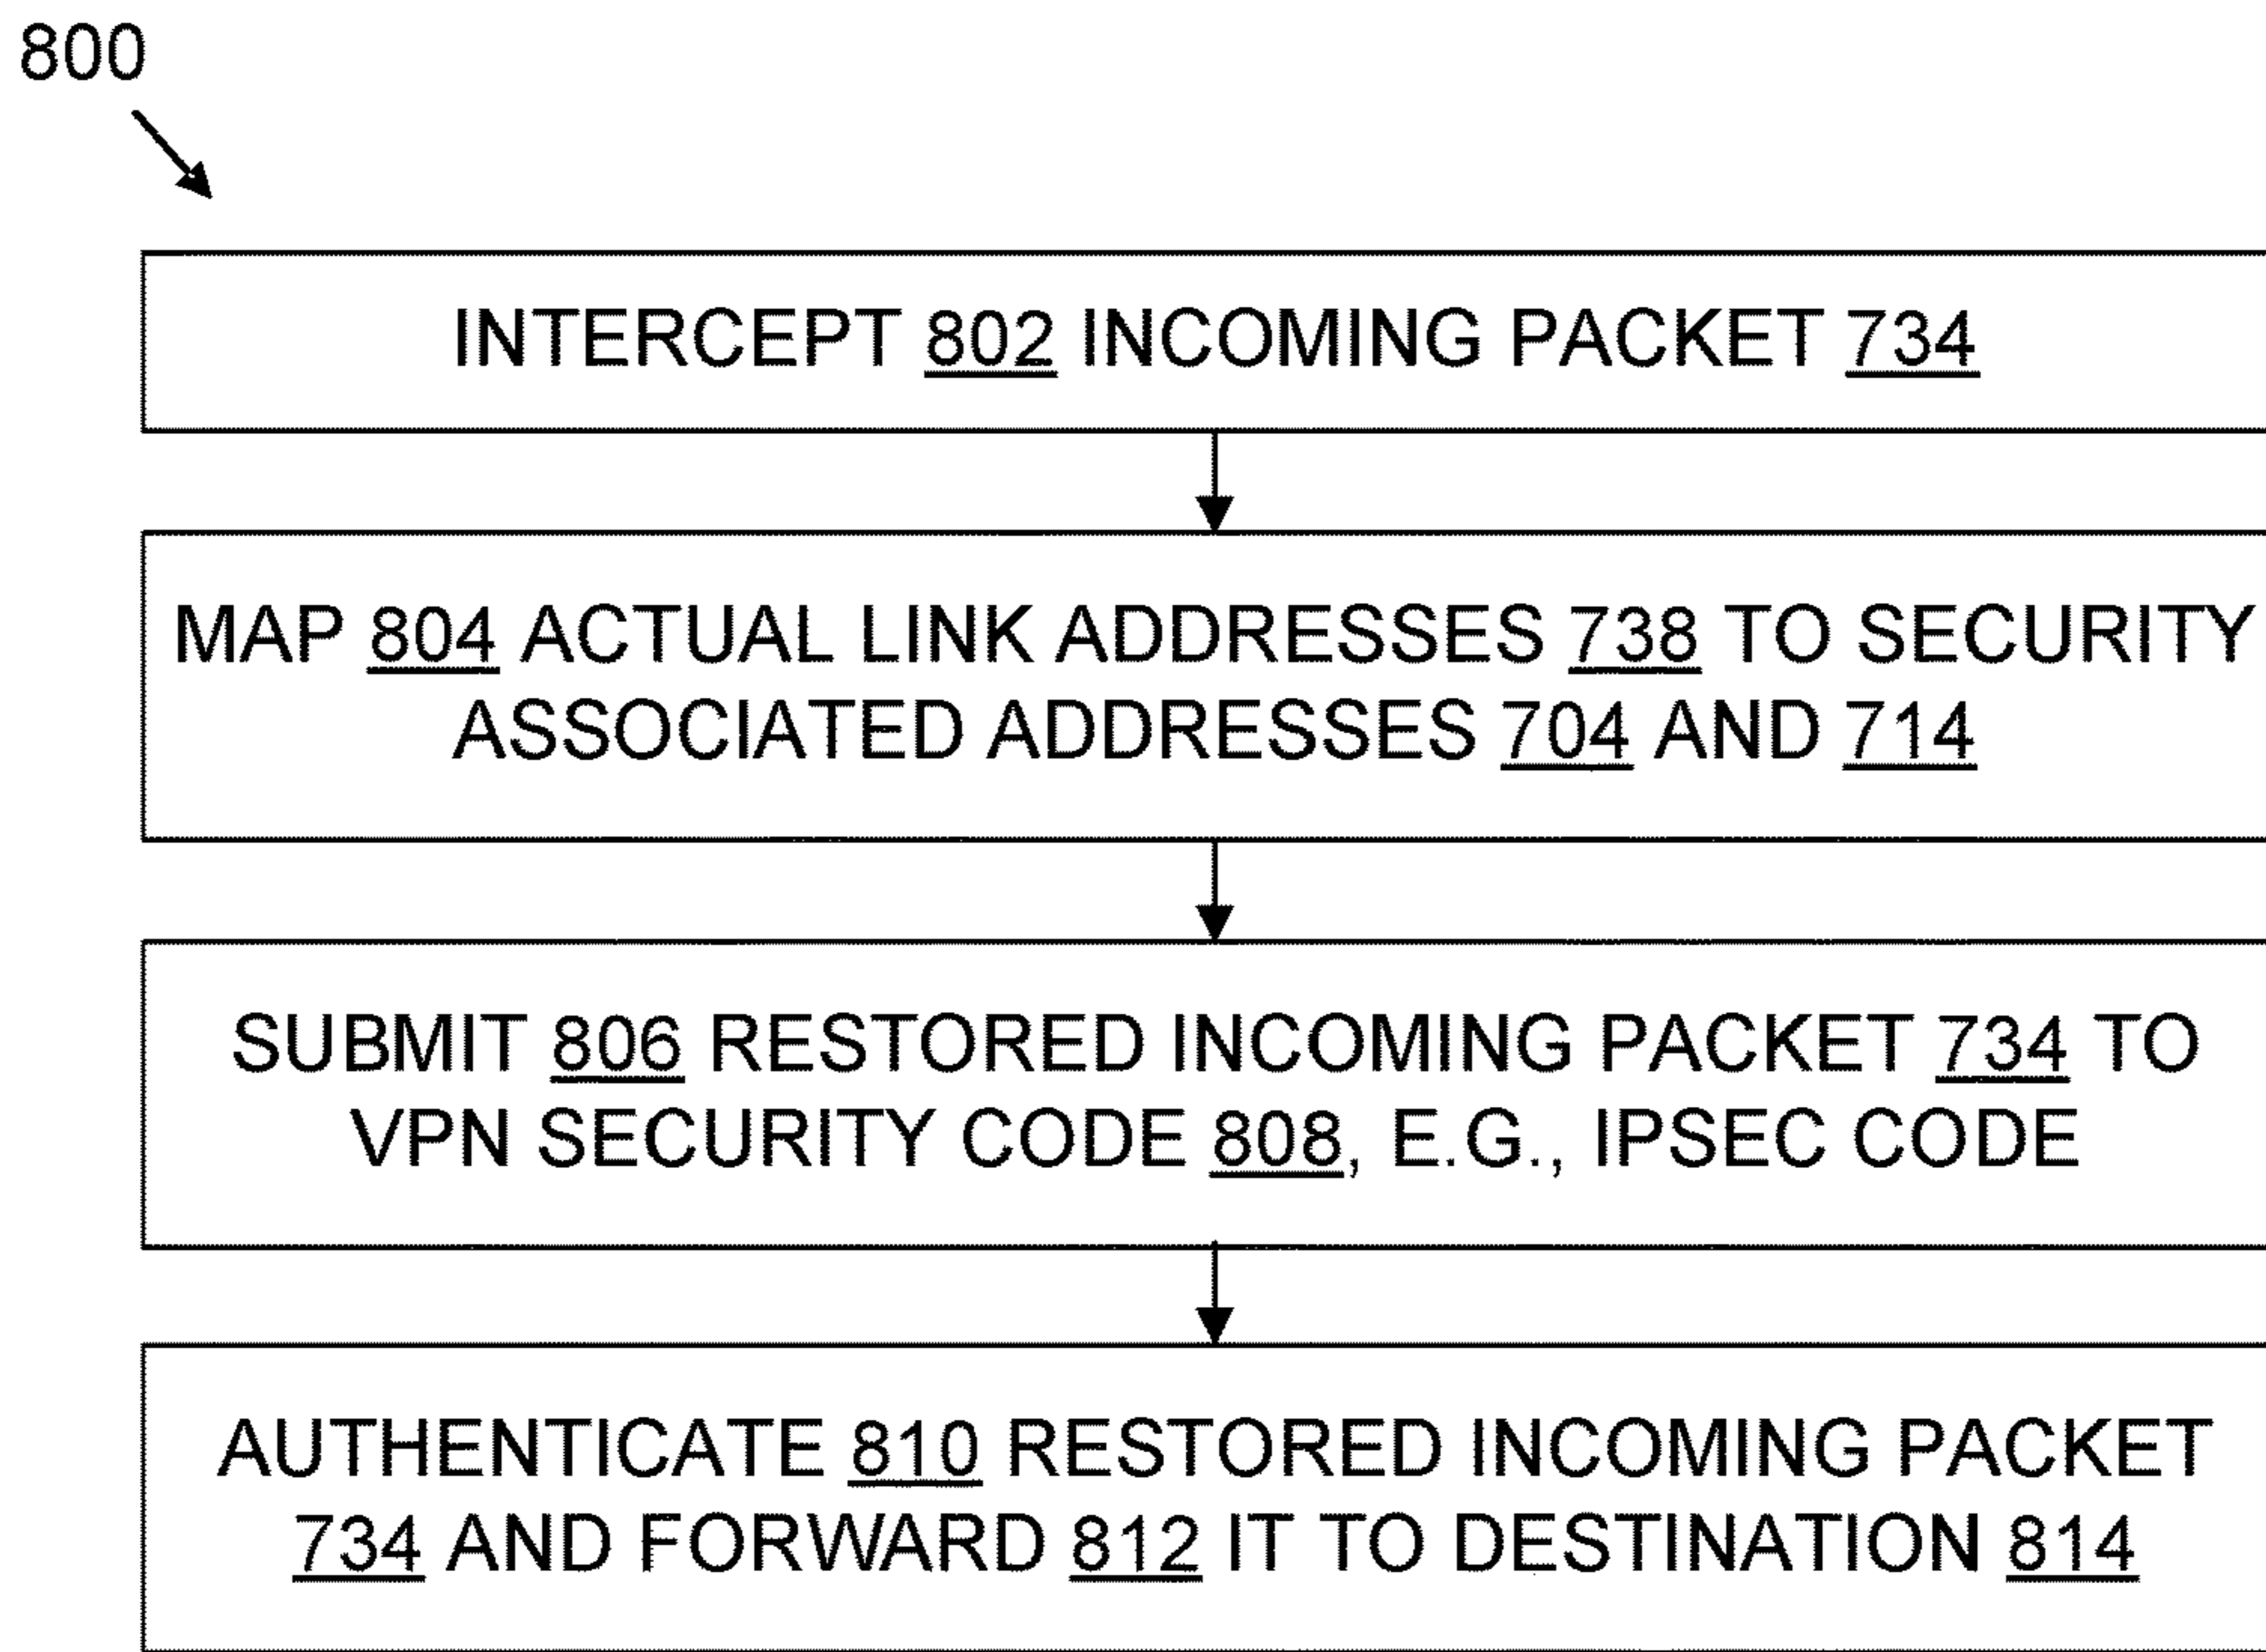 800
INTERCEPT 802 INCOMING PACKET 734
MAP 804 ACTUAL LINK ADDRESSES 738 TO SECURITY
ASSOCIATED ADDRESSES 704 AND 714
SUBMIT 806 RESTORED INCOMING PACKET 734 TO
VPN SECURITY CODE 808, E.G., IPSEC CODE
AUTHENTICATE 810 RESTORED INCOMING PACKET
734 AND FORWARD 812 IT TO DESTINATION 814